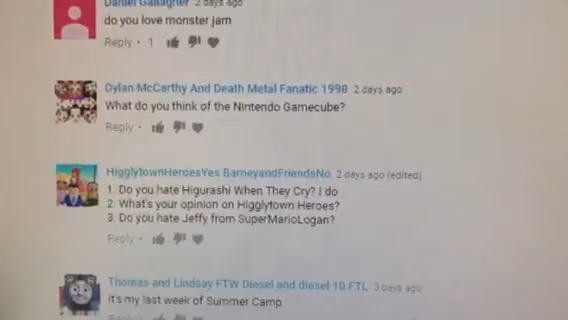 Daniel Gallagher 2 days ago
do you love monster jam
Reply • 1
Dylan McCarthy And Death Metal Fanatic 1998 2 days ago
What do you think of the Nintendo Gamecube?
Reply •
HigglytownHeroesYes BarneyandFriendsNo 2 days ago (edited)
1. Do you hate Higurashi When They Cry? I do
2. What's your opinion on Higglytown Heroes?
3. Do you hate Jeffy from SuperMarioLogan?
Reply •
Thomas and Lindsay FTW Diesel and diesel 10 FTL 3 days ago
it's my last week of Summer Camp
Reply •